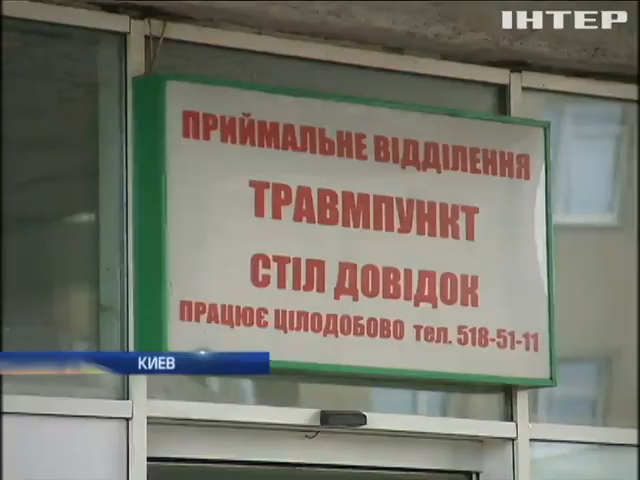 ІНТЕР
ПРИЙМАЛЬНЕ ВІДДІЛЕННЯ
ТРАВМПУНКТ
СТІЛ ДОВІДОК
ПРАЦЮЄ ЦІЛОДОБОВО тел. 518-51-11
КИЕВ